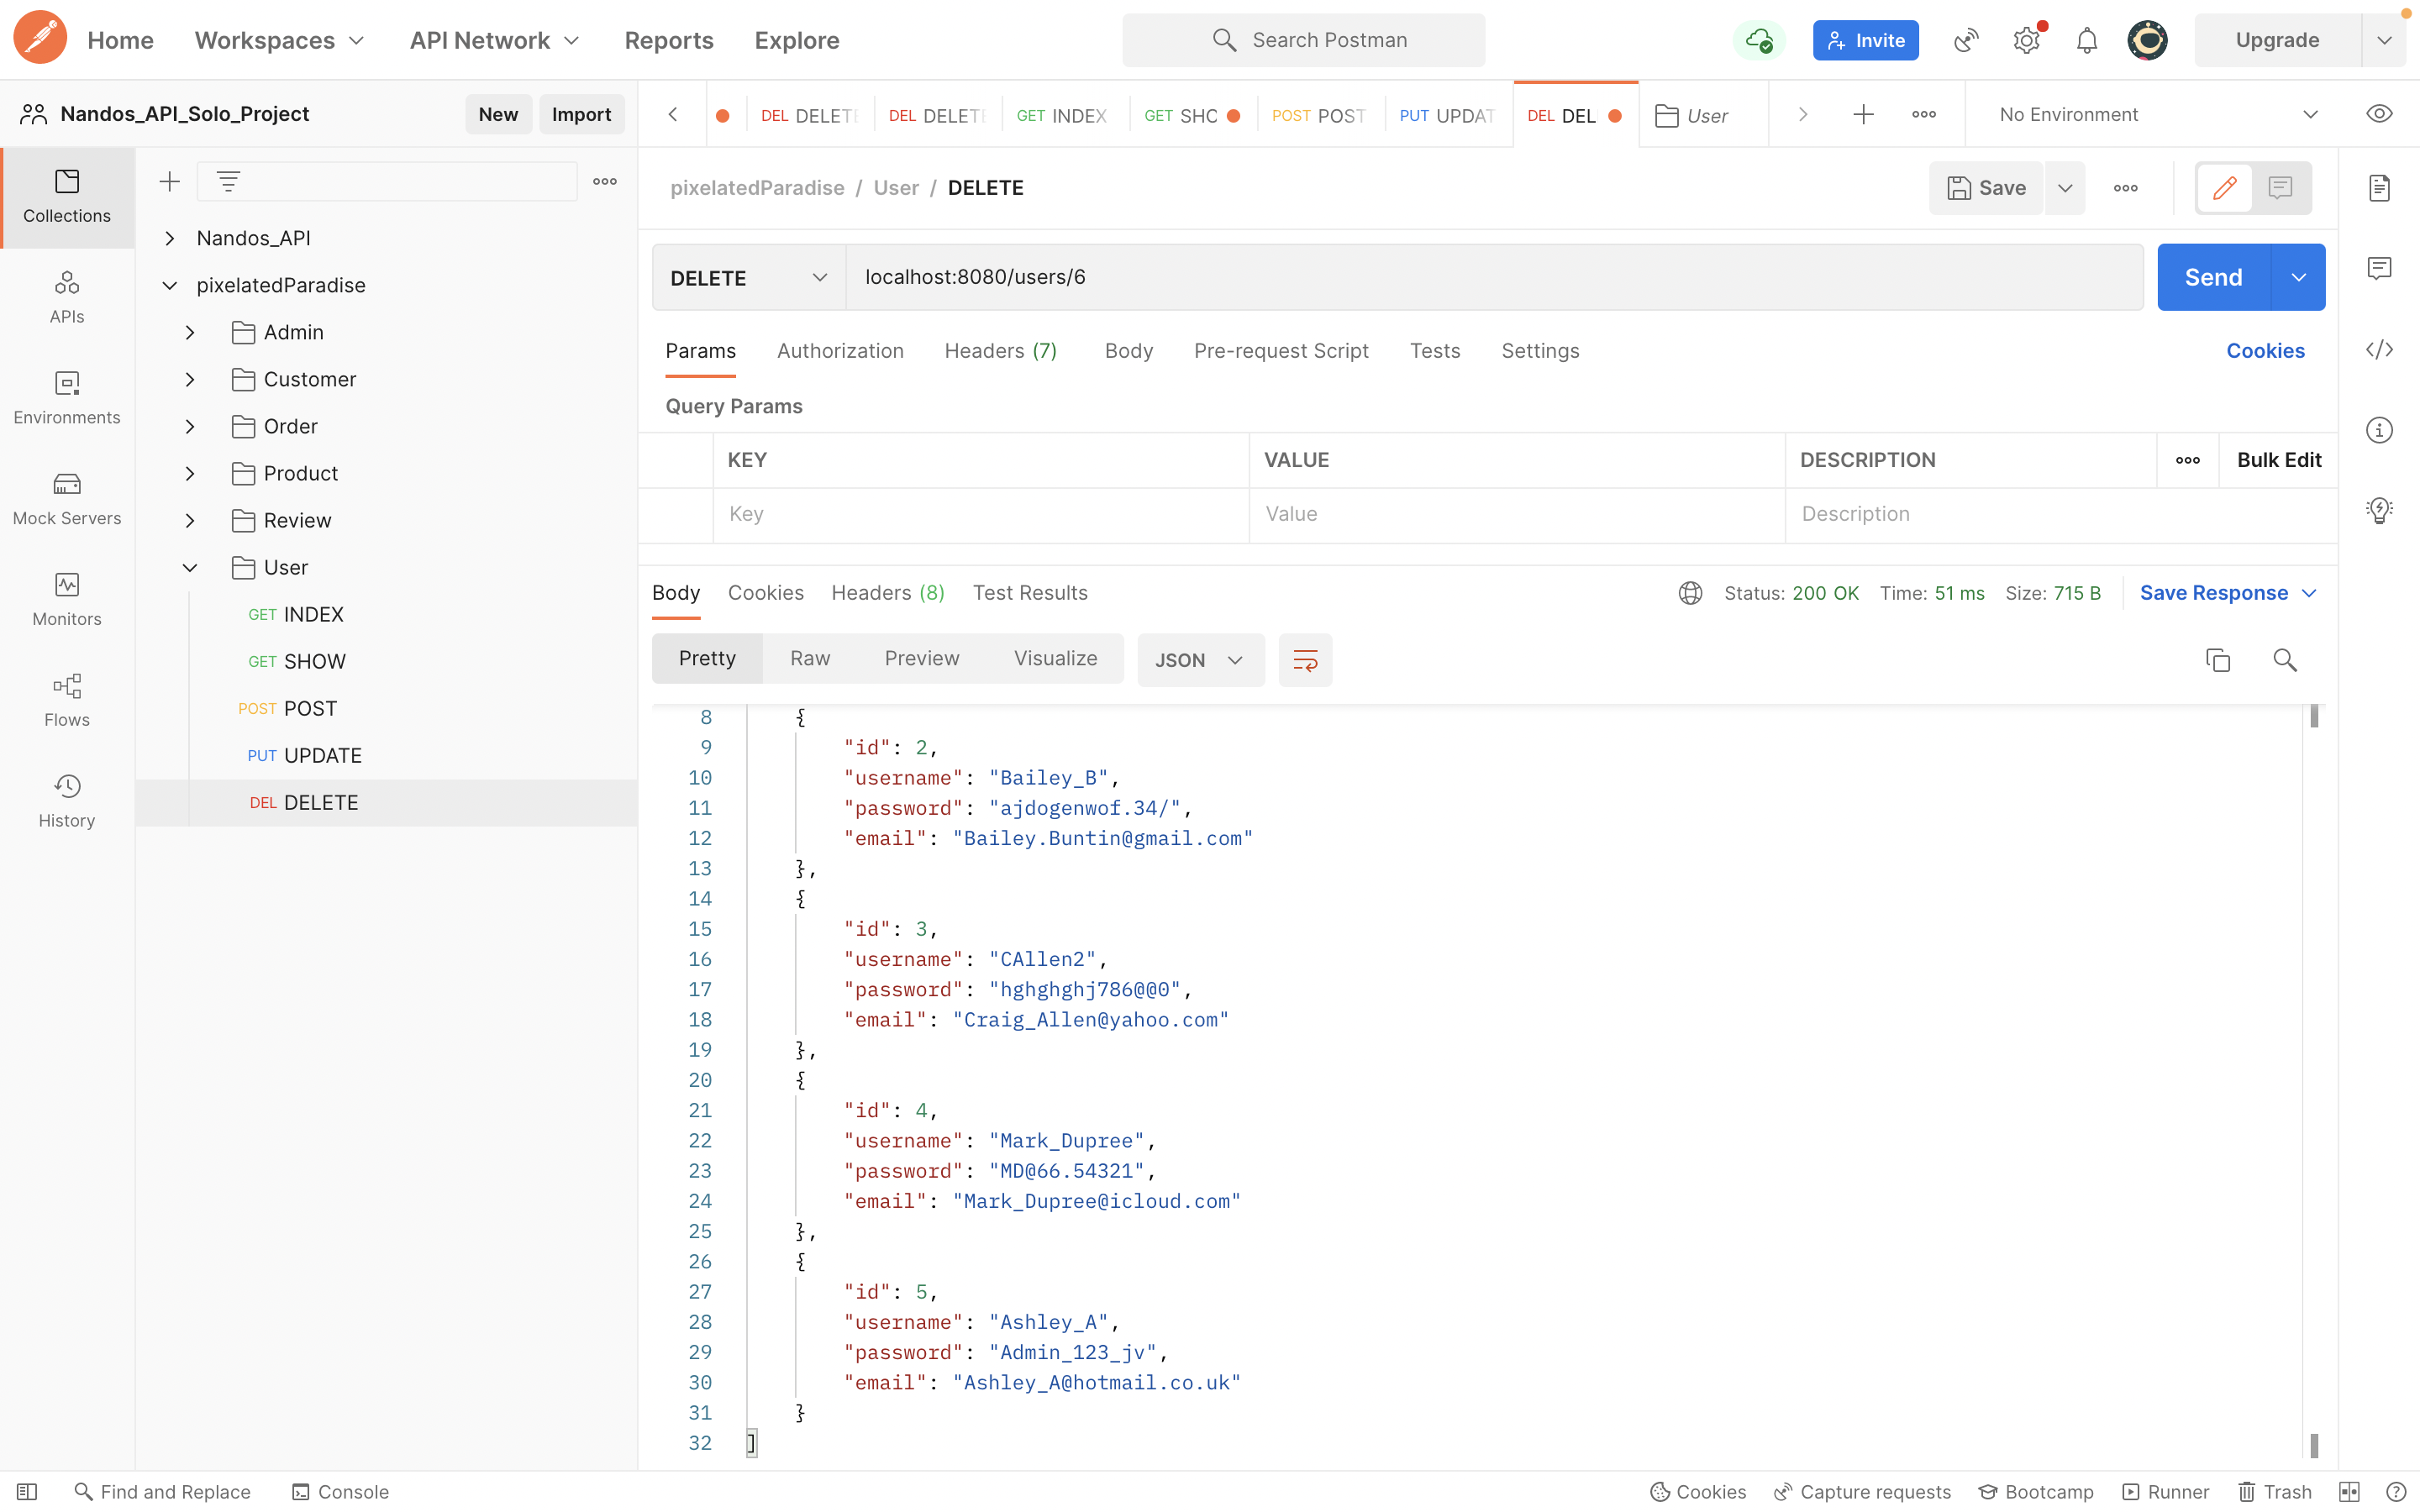 Home Workspaces API Network Reports Explore Search Postman Invite Upgrade
Nandos_API_Solo_Project New Import
DEL DELETE DEL DELETE GET INDEX GET SHO POST POST PUT UPDAT DEL DEL User No Environment
Collections
APIs
Environments
Mock Servers
Monitors
Flows
History
Nandos_API
pixelatedParadise
Admin
Customer
Order
Product
Review
User
GET INDEX
GET SHOW
POST POST
PUT UPDATE
DEL DELETE
pixelatedParadise / User / DELETE Save
DELETE localhost:8080/users/6 Send
Params Authorization Headers (7) Body Pre-request Script Tests Settings Cookies
Query Params
KEY VALUE DESCRIPTION Bulk Edit
Key Value Description
Body Cookies Headers (8) Test Results Status: 200 OK Time: 51 ms Size: 715 B Save Response
Pretty Raw Preview Visualize JSON
8 {
9 "id": 2,
10 "username": "Bailey_B",
11 "password": "ajdogenwof.34/",
12 "email": "Bailey.Buntin@gmail.com"
13 },
14 {
15 "id": 3,
16 "username": "CAllen2",
17 "password": "hghghghj786@@0",
18 "email": "Craig_Allen@yahoo.com"
19 },
20 {
21 "id": 4,
22 "username": "Mark_Dupree",
23 "password": "MD@66.54321",
24 "email": "Mark_Dupree@icloud.com"
25 },
26 {
27 "id": 5,
28 "username": "Ashley_A",
29 "password": "Admin_123_jv",
30 "email": "Ashley_A@hotmail.co.uk"
31 }
32 ]
Find and Replace Console Cookies Capture requests Bootcamp Runner Trash